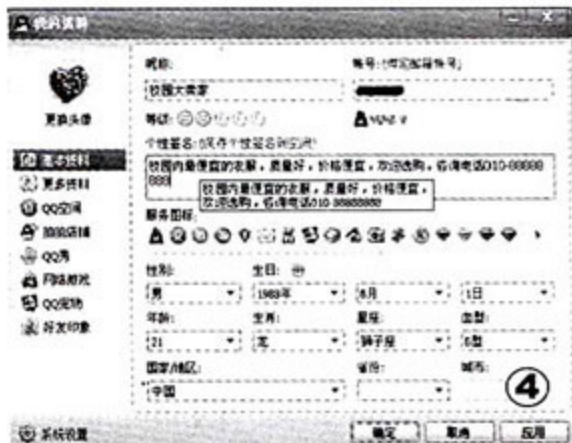 我的资料
更换头像
基本资料
更多资料
QQ空间
拍拍店铺
QQ秀
网络游戏
QQ宠物
好友印象
系统设置
昵称:
校园大卖家
等级:
个性签名:
校园内最便宜的衣服，质量好，价格便宜，欢迎选购，咨询电话010-88888
888
校园内最便宜的衣服，质量好，价格便宜，
欢迎选购，咨询电话010-88888888
服务图标:
性别:
生日:
男
1988年
8月
1日
年龄:
生肖:
星座:
血型:
21
龙
狮子座
国家/地区:
省份:
城市:
中国
④
确定
取消
应用